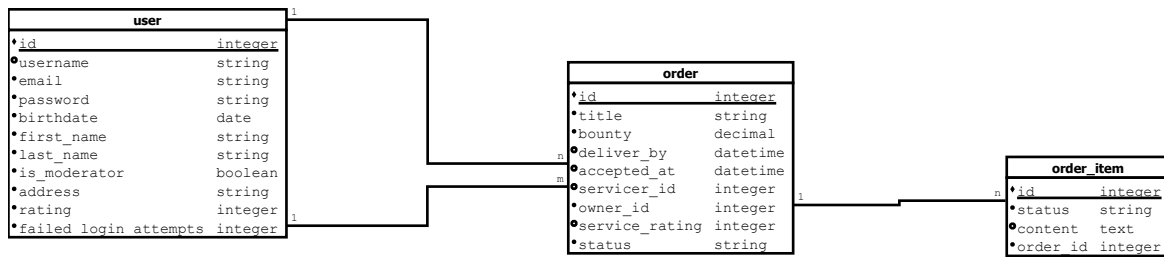 user
id integer
username string
email string
password string
birthdate date
first_name string
last_name string
is_moderator boolean
address string
rating integer
failed_login_attempts integer
1
1
n
m
order
id integer
title string
bounty decimal
deliver_by datetime
accepted_at datetime
servicer_id integer
owner_id integer
service_rating integer
status string
1
n
order_item
id integer
status string
content text
order_id integer